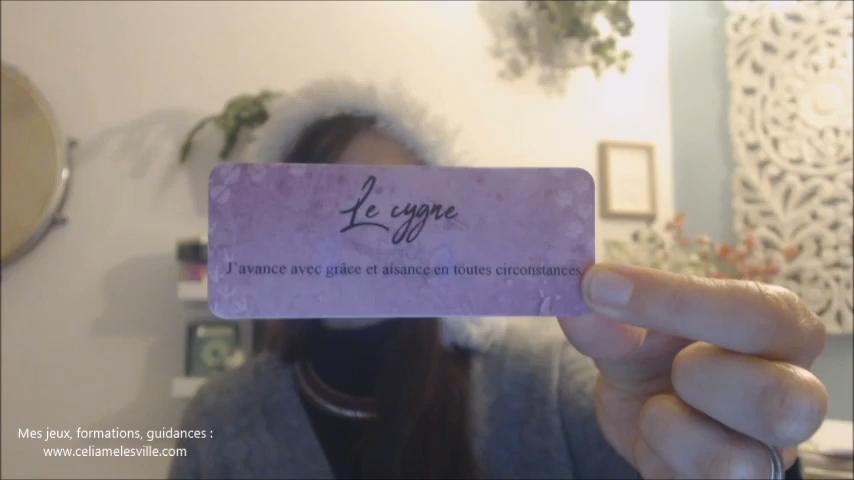 Le cygne
J'avance avec grâce et aisance en toutes circonstances.
Mes jeux, formations, guidances :
www.celiamelesville.com